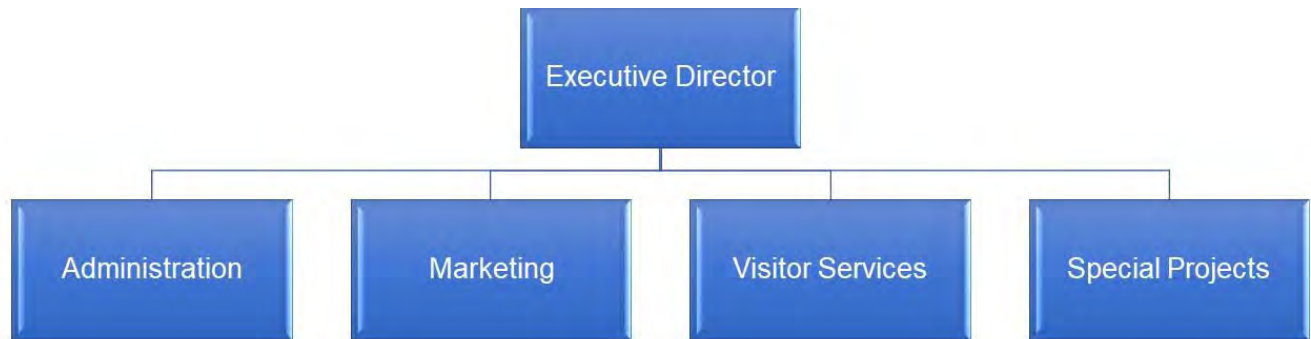 Executive Director
Administration
Marketing
Visitor Services
Special Projects